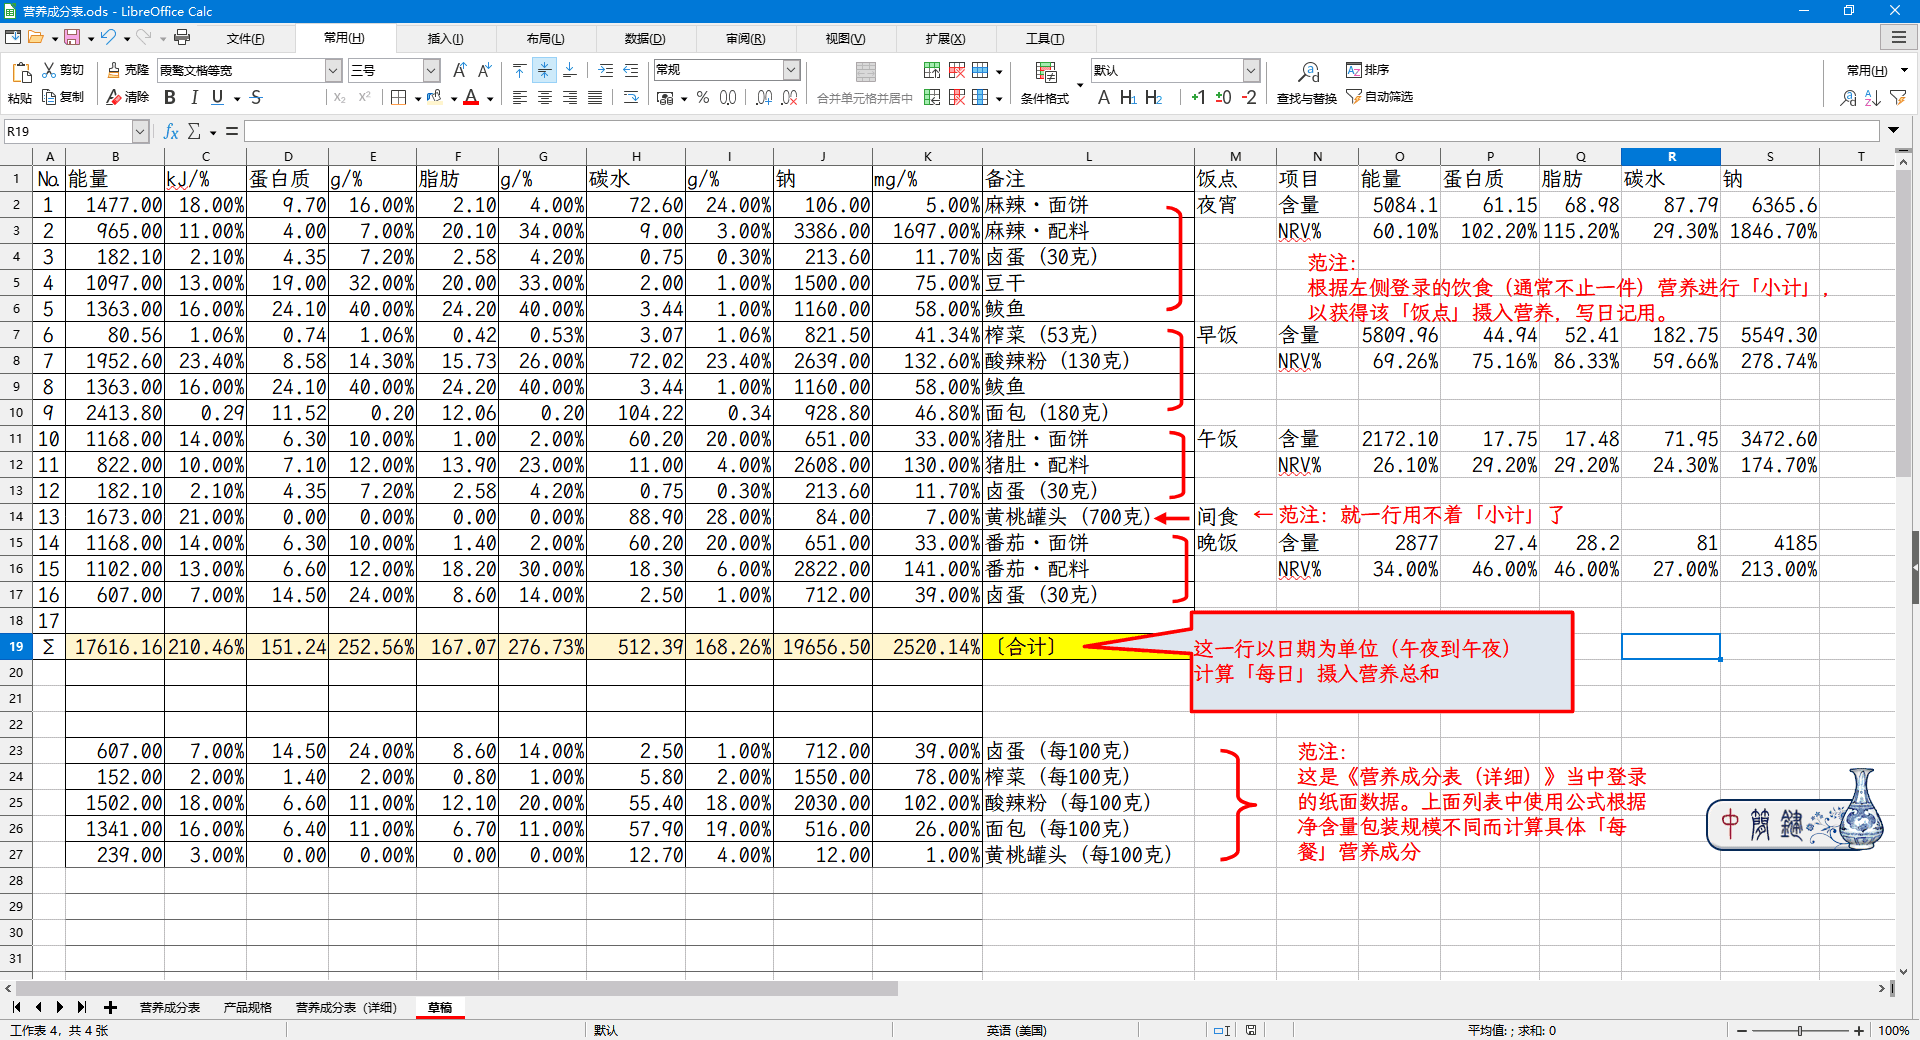 营养成分表.ods - LibreOffice Calc
文件(F) 常用(H) 插入(I) 布局(L) 数据(D) 审阅(R) 视图(V) 扩展(X) 工具(T)
剪切 克隆 霞鹜文楷等宽 三号 常规 默认 排序 常用(H)
粘贴 复制 清除 B I U S 合并单元格并居中 条件格式 A H1 H2 +1 ±0 -2 查找与替换 自动筛选
R19
A B C D E F G H I J K L M N O P Q R S T
1 No. 能量 kJ/% 蛋白质 g/% 脂肪 g/% 碳水 g/% 钠 mg/% 备注 饭点 项目 能量 蛋白质 脂肪 碳水 钠
2 1 1477.00 18.00% 9.70 16.00% 2.10 4.00% 72.60 24.00% 106.00 5.00% 麻辣・面饼 夜宵 含量 5084.1 61.15 68.98 87.79 6365.6
3 2 965.00 11.00% 4.00 7.00% 20.10 34.00% 9.00 3.00% 3386.00 1697.00% 麻辣・配料 NRV% 60.10% 102.20% 115.20% 29.30% 1846.70%
4 3 182.10 2.10% 4.35 7.20% 2.58 4.20% 0.75 0.30% 213.60 11.70% 卤蛋（30克） 范注：
5 4 1097.00 13.00% 19.00 32.00% 20.00 33.00% 2.00 1.00% 1500.00 75.00% 豆干 根据左侧登录的饮食（通常不止一件）营养进行「小计」，
6 5 1363.00 16.00% 24.10 40.00% 24.20 40.00% 3.44 1.00% 1160.00 58.00% 鲅鱼 以获得该「饭点」摄入营养，写日记用。
7 6 80.56 1.06% 0.74 1.06% 0.42 0.53% 3.07 1.06% 821.50 41.34% 榨菜（53克） 早饭 含量 5809.96 44.94 52.41 182.75 5549.30
8 7 1952.60 23.40% 8.58 14.30% 15.73 26.00% 72.02 23.40% 2639.00 132.60% 酸辣粉（130克） NRV% 69.26% 75.16% 86.33% 59.66% 278.74%
9 8 1363.00 16.00% 24.10 40.00% 24.20 40.00% 3.44 1.00% 1160.00 58.00% 鲅鱼
10 9 2413.80 0.29 11.52 0.20 12.06 0.20 104.22 0.34 928.80 46.80% 面包（180克）
11 10 1168.00 14.00% 6.30 10.00% 1.00 2.00% 60.20 20.00% 651.00 33.00% 猪肚・面饼 午饭 含量 2172.10 17.75 17.48 71.95 3472.60
12 11 822.00 10.00% 7.10 12.00% 13.90 23.00% 11.00 4.00% 2608.00 130.00% 猪肚・配料 NRV% 26.10% 29.20% 29.20% 24.30% 174.70%
13 12 182.10 2.10% 4.35 7.20% 2.58 4.20% 0.75 0.30% 213.60 11.70% 卤蛋（30克）
14 13 1673.00 21.00% 0.00 0.00% 0.00 0.00% 88.90 28.00% 84.00 7.00% 黄桃罐头（700克） 间食 ←范注：就一行用不着「小计」了
15 14 1168.00 14.00% 6.30 10.00% 1.40 2.00% 60.20 20.00% 651.00 33.00% 番茄・面饼 晚饭 含量 2877 27.4 28.2 81 4185
16 15 1102.00 13.00% 6.60 12.00% 18.20 30.00% 18.30 6.00% 2822.00 141.00% 番茄・配料 NRV% 34.00% 46.00% 46.00% 27.00% 213.00%
17 16 607.00 7.00% 14.50 24.00% 8.60 14.00% 2.50 1.00% 712.00 39.00% 卤蛋（30克）
18 17
19 Σ 17616.16 210.46% 151.24 252.56% 167.07 276.73% 512.39 168.26% 19656.50 2520.14% 〔合计〕 这一行以日期为单位（午夜到午夜）
20 计算「每日」摄入营养总和
21
22
23 607.00 7.00% 14.50 24.00% 8.60 14.00% 2.50 1.00% 712.00 39.00% 卤蛋（每100克） 范注：
24 152.00 2.00% 1.40 2.00% 0.80 1.00% 5.80 2.00% 1550.00 78.00% 榨菜（每100克） 这是《营养成分表（详细）》当中登录
25 1502.00 18.00% 6.60 11.00% 12.10 20.00% 55.40 18.00% 2030.00 102.00% 酸辣粉（每100克） 的纸面数据。上面列表中使用公式根据
26 1341.00 16.00% 6.40 11.00% 6.70 11.00% 57.90 19.00% 516.00 26.00% 面包（每100克） 净含量包装规模不同而计算具体「每
27 239.00 3.00% 0.00 0.00% 0.00 0.00% 12.70 4.00% 12.00 1.00% 黄桃罐头（每100克） 餐」营养成分
中 简 鍵
28
29
30
31
营养成分表 产品规格 营养成分表（详细） 草稿
工作表 4，共 4 张 默认 英语 (美国) 平均值: ; 求和: 0 100%